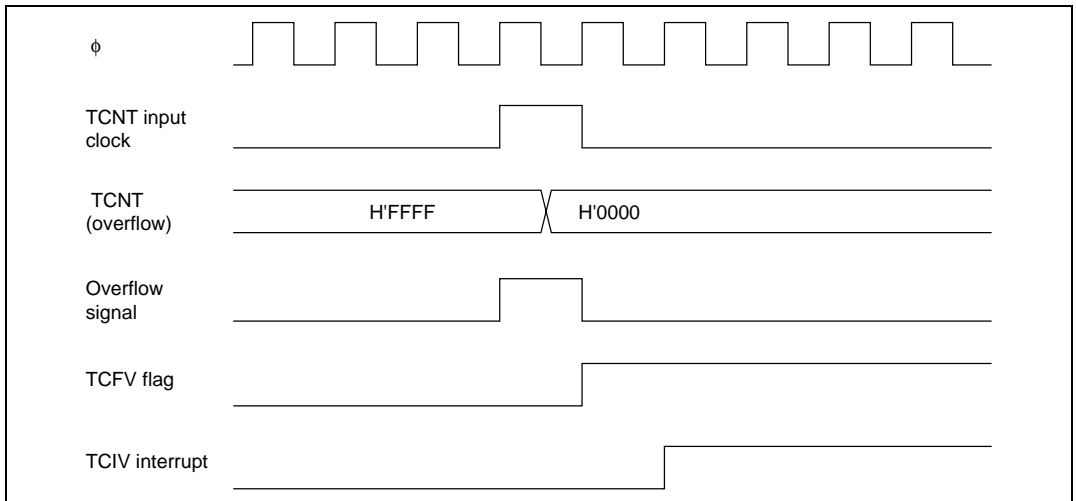 ϕ
TCNT input
clock
TCNT
(overflow)
H'FFFF
H'0000
Overflow
signal
TCFV flag
TCIV interrupt